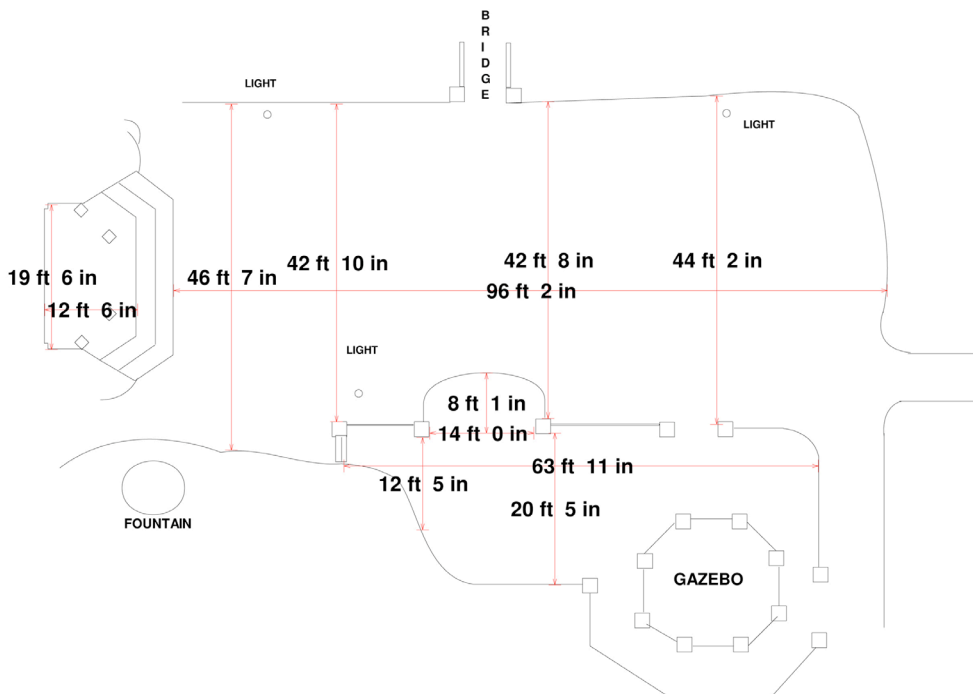 BRIDGE
LIGHT
LIGHT
19 ft 6 in
46 ft 7 in
42 ft 10 in
42 ft 8 in
44 ft 2 in
96 ft 2 in
12 ft 6 in
LIGHT
8 ft 1 in
14 ft 0 in
63 ft 11 in
12 ft 5 in
20 ft 5 in
FOUNTAIN
GAZEBO